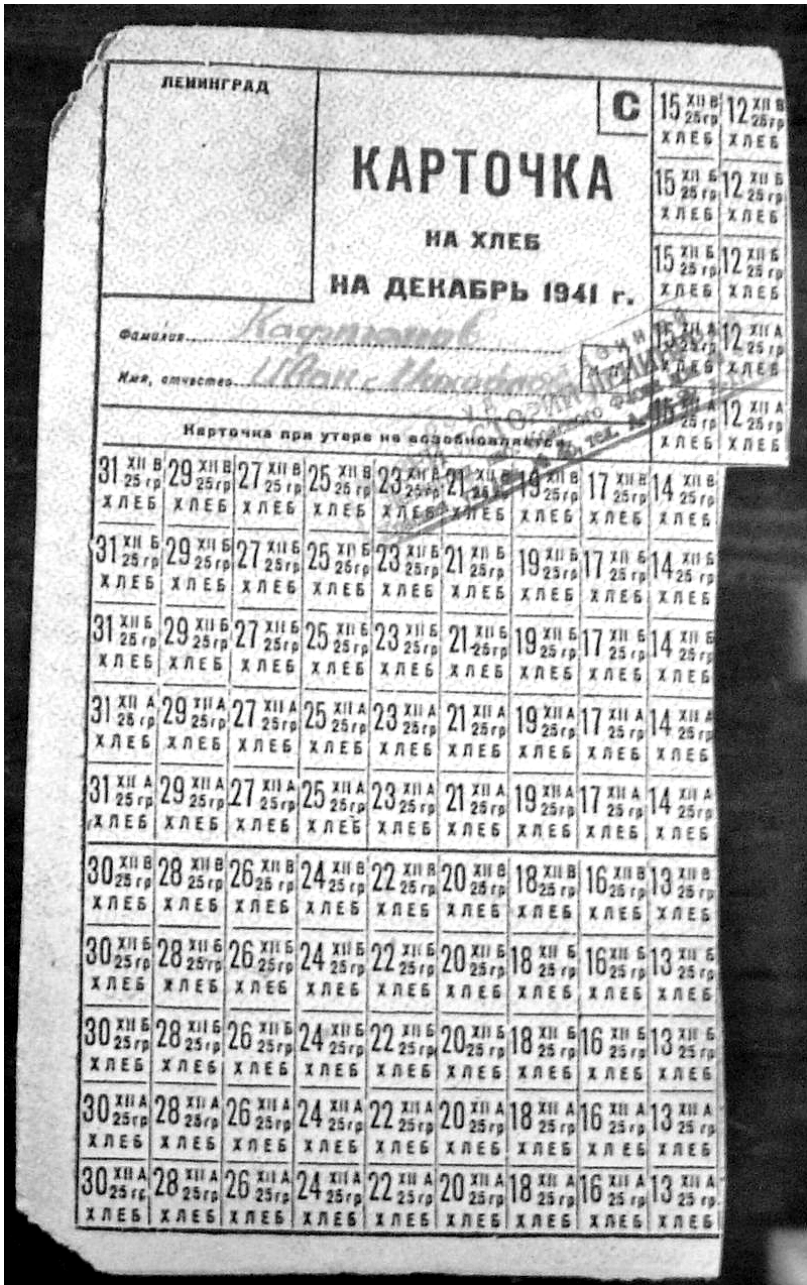 ЛЕНИНГРАД
С
КАРТОЧКА
НА ХЛЕБ
НА ДЕКАБРЬ 1941 г.
Фамилия
Имя, отчество Иван
Карточка при утере не возобновляется.
ИСТОРИИ
15 XII В 25 гр 12 XII В 25 гр
ХЛЕБ ХЛЕБ
15 XII Б 25 гр 12 XII Б 25 гр
ХЛЕБ ХЛЕБ
15 XII Б 25 гр 12 XII Б 25 гр
ХЛЕБ ХЛЕБ
XII А 25 гр 12 XII А 25 гр
ХЛЕБ ХЛЕБ
А 25 гр 12 XII А 25 гр
ХЛЕБ ХЛЕБ
31 XII В 25 гр 29 XII В 25 гр 27 XII В 25 гр 25 XII В 25 гр 23 XII В 25 гр 21 XII В 25 гр 19 XII В 25 гр 17 XII В 25 гр 14 XII В 25 гр
ХЛЕБ ХЛЕБ ХЛЕБ ХЛЕБ ХЛЕБ ХЛЕБ ХЛЕБ ХЛЕБ ХЛЕБ
31 XII Б 25 гр 29 XII Б 25 гр 27 XII Б 25 гр 25 XII Б 25 гр 23 XII Б 25 гр 21 XII Б 25 гр 19 XII Б 25 гр 17 XII Б 25 гр 14 XII Б 25 гр
ХЛЕБ ХЛЕБ ХЛЕБ ХЛЕБ ХЛЕБ ХЛЕБ ХЛЕБ ХЛЕБ ХЛЕБ
31 XII Б 25 гр 29 XII Б 25 гр 27 XII Б 25 гр 25 XII Б 25 гр 23 XII Б 25 гр 21 XII Б 25 гр 19 XII Б 25 гр 17 XII Б 25 гр 14 XII Б 25 гр
ХЛЕБ ХЛЕБ ХЛЕБ ХЛЕБ ХЛЕБ ХЛЕБ ХЛЕБ ХЛЕБ ХЛЕБ
31 XII А 25 гр 29 XII А 25 гр 27 XII А 25 гр 25 XII А 25 гр 23 XII А 25 гр 21 XII А 25 гр 19 XII А 25 гр 17 XII А 25 гр 14 XII А 25 гр
ХЛЕБ ХЛЕБ ХЛЕБ ХЛЕБ ХЛЕБ ХЛЕБ ХЛЕБ ХЛЕБ ХЛЕБ
31 XII А 25 гр 29 XII А 25 гр 27 XII А 25 гр 25 XII А 25 гр 23 XII А 25 гр 21 XII А 25 гр 19 XII А 25 гр 17 XII А 25 гр 14 XII А 25 гр
ХЛЕБ ХЛЕБ ХЛЕБ ХЛЕБ ХЛЕБ ХЛЕБ ХЛЕБ ХЛЕБ ХЛЕБ
30 XII В 25 гр 28 XII В 25 гр 26 XII В 25 гр 24 XII В 25 гр 22 XII В 25 гр 20 XII В 25 гр 18 XII В 25 гр 16 XII В 25 гр 13 XII В 25 гр
ХЛЕБ ХЛЕБ ХЛЕБ ХЛЕБ ХЛЕБ ХЛЕБ ХЛЕБ ХЛЕБ ХЛЕБ
30 XII Б 25 гр 28 XII Б 25 гр 26 XII Б 25 гр 24 XII Б 25 гр 22 XII Б 25 гр 20 XII Б 25 гр 18 XII Б 25 гр 16 XII Б 25 гр 13 XII Б 25 гр
ХЛЕБ ХЛЕБ ХЛЕБ ХЛЕБ ХЛЕБ ХЛЕБ ХЛЕБ ХЛЕБ ХЛЕБ
30 XII Б 25 гр 28 XII Б 25 гр 26 XII Б 25 гр 24 XII Б 25 гр 22 XII Б 25 гр 20 XII Б 25 гр 18 XII Б 25 гр 16 XII Б 25 гр 13 XII Б 25 гр
ХЛЕБ ХЛЕБ ХЛЕБ ХЛЕБ ХЛЕБ ХЛЕБ ХЛЕБ ХЛЕБ ХЛЕБ
30 XII А 25 гр 28 XII А 25 гр 26 XII А 25 гр 24 XII А 25 гр 22 XII А 25 гр 20 XII А 25 гр 18 XII А 25 гр 16 XII А 25 гр 13 XII А 25 гр
ХЛЕБ ХЛЕБ ХЛЕБ ХЛЕБ ХЛЕБ ХЛЕБ ХЛЕБ ХЛЕБ ХЛЕБ
30 XII А 25 гр 28 XII А 25 гр 26 XII А 25 гр 24 XII А 25 гр 22 XII А 25 гр 20 XII А 25 гр 18 XII А 25 гр 16 XII А 25 гр 13 XII А 25 гр
ХЛЕБ ХЛЕБ ХЛЕБ ХЛЕБ ХЛЕБ ХЛЕБ ХЛЕБ ХЛЕБ ХЛЕБ